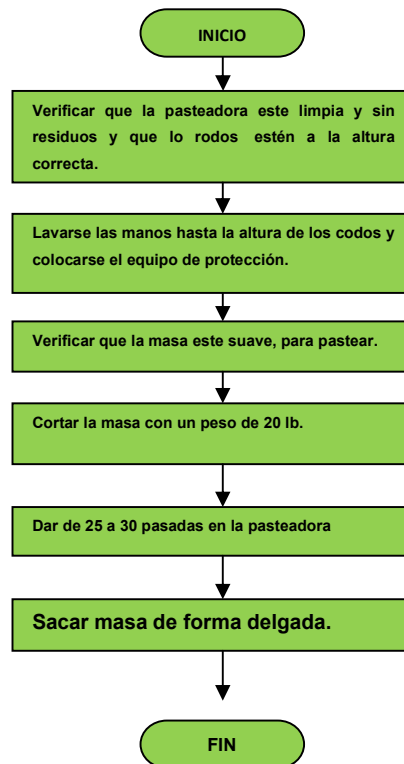 INICIO
Verificar que la pasteadora este limpia y sin
residuos y que lo rodos estén a la altura
correcta.
Lavarse las manos hasta la altura de los codos y
colocarse el equipo de protección.
Verificar que la masa este suave, para pastear.
Cortar la masa con un peso de 20 lb.
Dar de 25 a 30 pasadas en la pasteadora
Sacar masa de forma delgada.
FIN